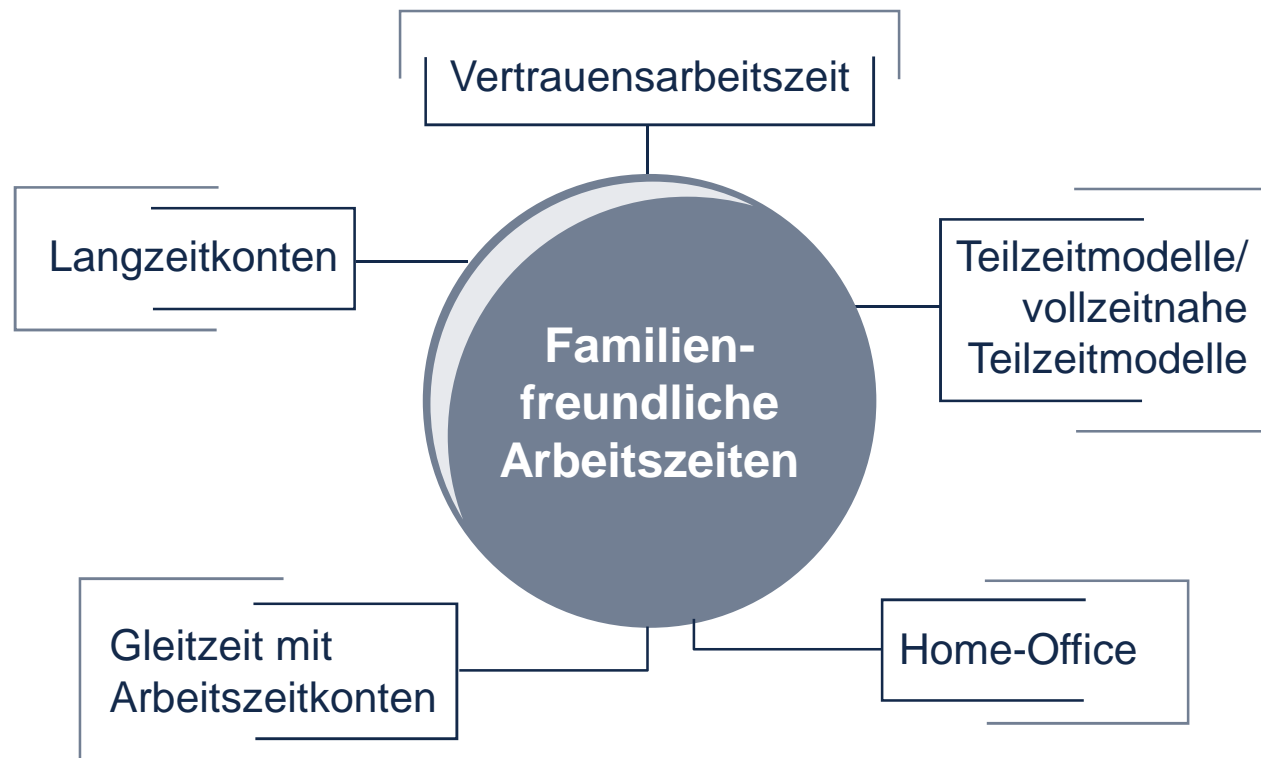 Vertrauensarbeitszeit
Langzeitkonten
Teilzeitmodelle/
vollzeitnahe
Teilzeitmodelle
Familien-
freundliche
Arbeitszeiten
Gleitzeit mit
Arbeitszeitkonten
Home-Office